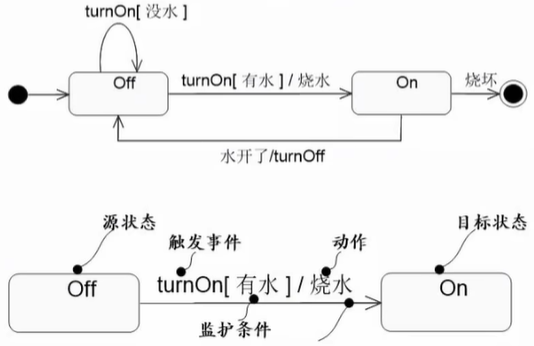 turnOn[ 没水 ]
Off
turnOn[ 有水 ] / 烧水
On
烧坏
水开了/turnOff
源状态
触发事件
动作
目标状态
Off
turnOn[ 有水 ] / 烧水
On
监护条件